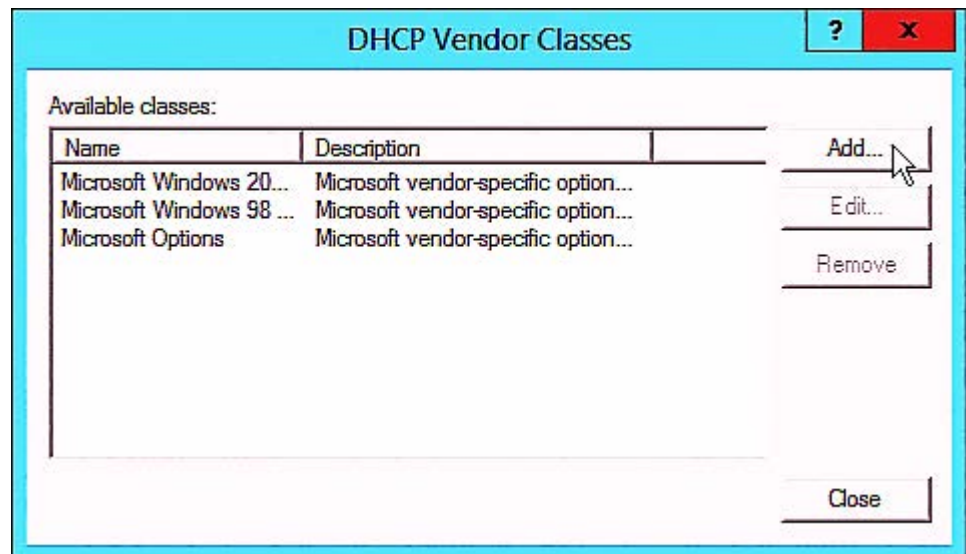 DHCP Vendor Classes
? x
Available classes:
Name Description
Add...
Microsoft Windows 20... Microsoft vendor-specific option...
Microsoft Windows 98 ... Microsoft vendor-specific option...
Edit...
Microsoft Options Microsoft vendor-specific option...
Remove
Close